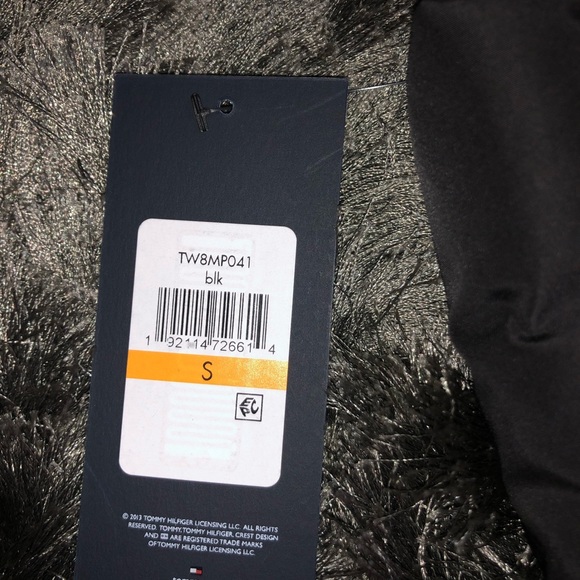 TW8MP041
blk
1 92114 72661 4
S
© 2013 TOMMY HILFIGER LICENSING LLC. ALL RIGHTS
RESERVED. TOMMY, TOMMY HILFIGER, CREST DESIGN
AND ARE REGISTERED TRADE MARKS
OF TOMMY HILFIGER LICENSING LLC.